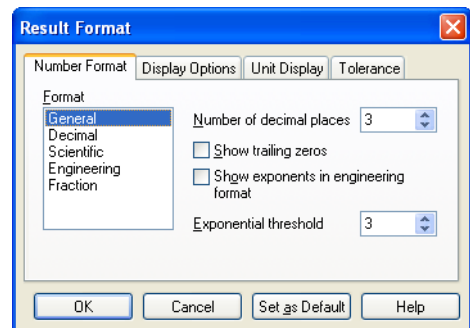 Result Format
Number Format Display Options Unit Display Tolerance
Format
General
Decimal
Scientific
Engineering
Fraction
Number of decimal places 3
Show trailing zeros
Show exponents in engineering
format
Exponential threshold 3
OK Cancel Set as Default Help